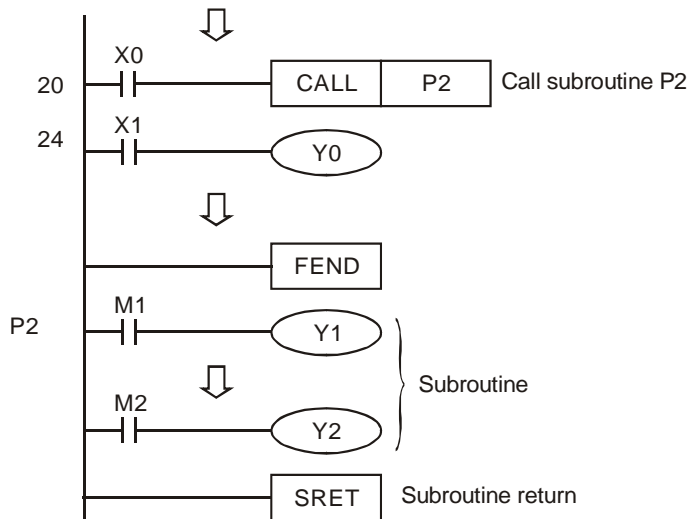 X0
20 CALL P2 Call subroutine P2
X1
24 Y0
FEND
M1
P2 Y1
Subroutine
M2
Y2
SRET Subroutine return